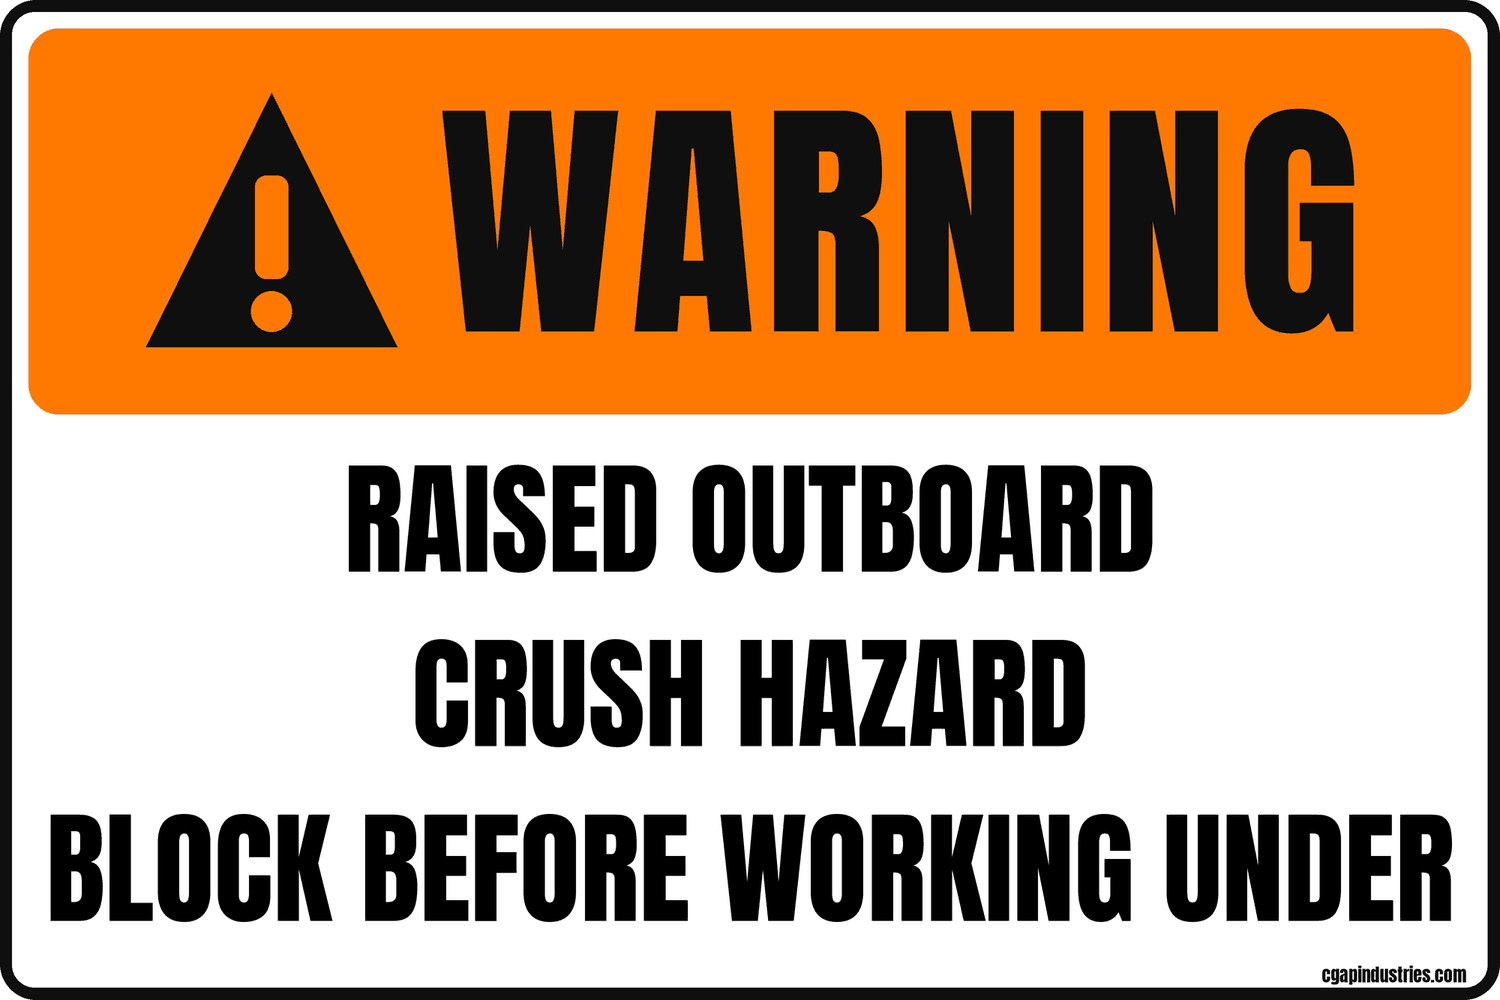 WARNING
RAISED OUTBOARD
CRUSH HAZARD
BLOCK BEFORE WORKING UNDER
cgapindustries.com